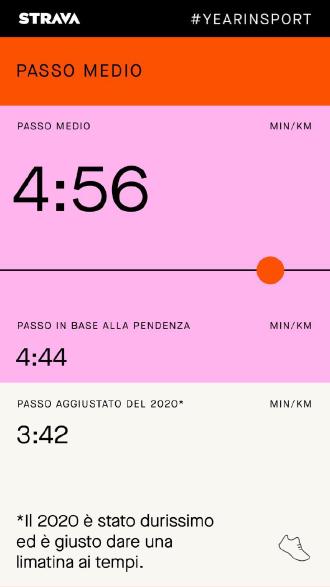 STRAVA #YEARINSPORT
PASSO MEDIO
PASSO MEDIO MIN/KM
4:56
PASSO IN BASE ALLA PENDENZA MIN/KM
4:44
PASSO AGGIUSTATO DEL 2020* MIN/KM
3:42
*Il 2020 è stato durissimo
ed è giusto dare una
limatina ai tempi.